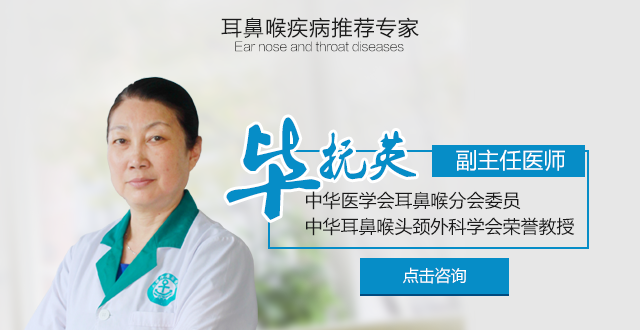 耳鼻喉疾病推荐专家
Ear nose and throat diseases
毕抚英 副主任医师
中华医学会耳鼻喉分会委员
中华耳鼻喉头颈外科学会荣誉教授
点击咨询